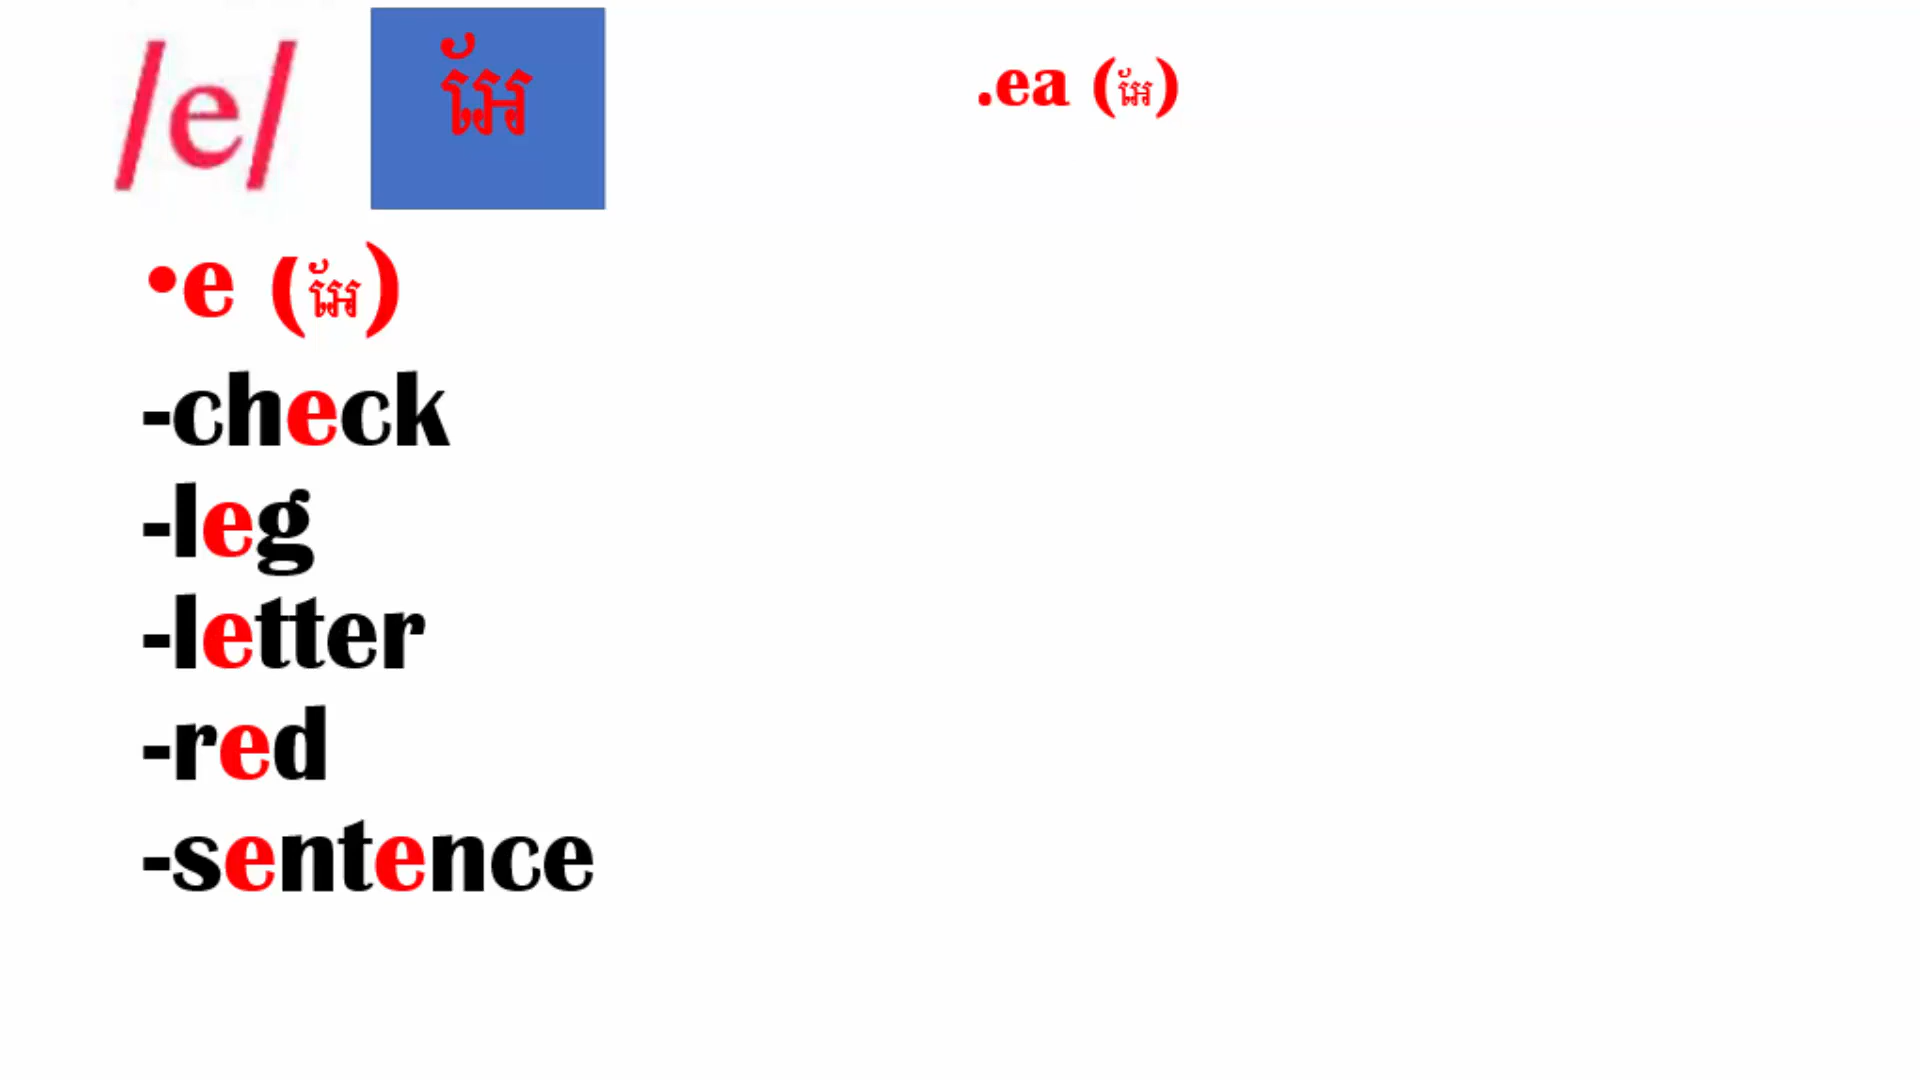 /e/
អែ៎
.ea (អែ៎)
•e (អែ៎)
-check
-leg
-letter
-red
-sentence